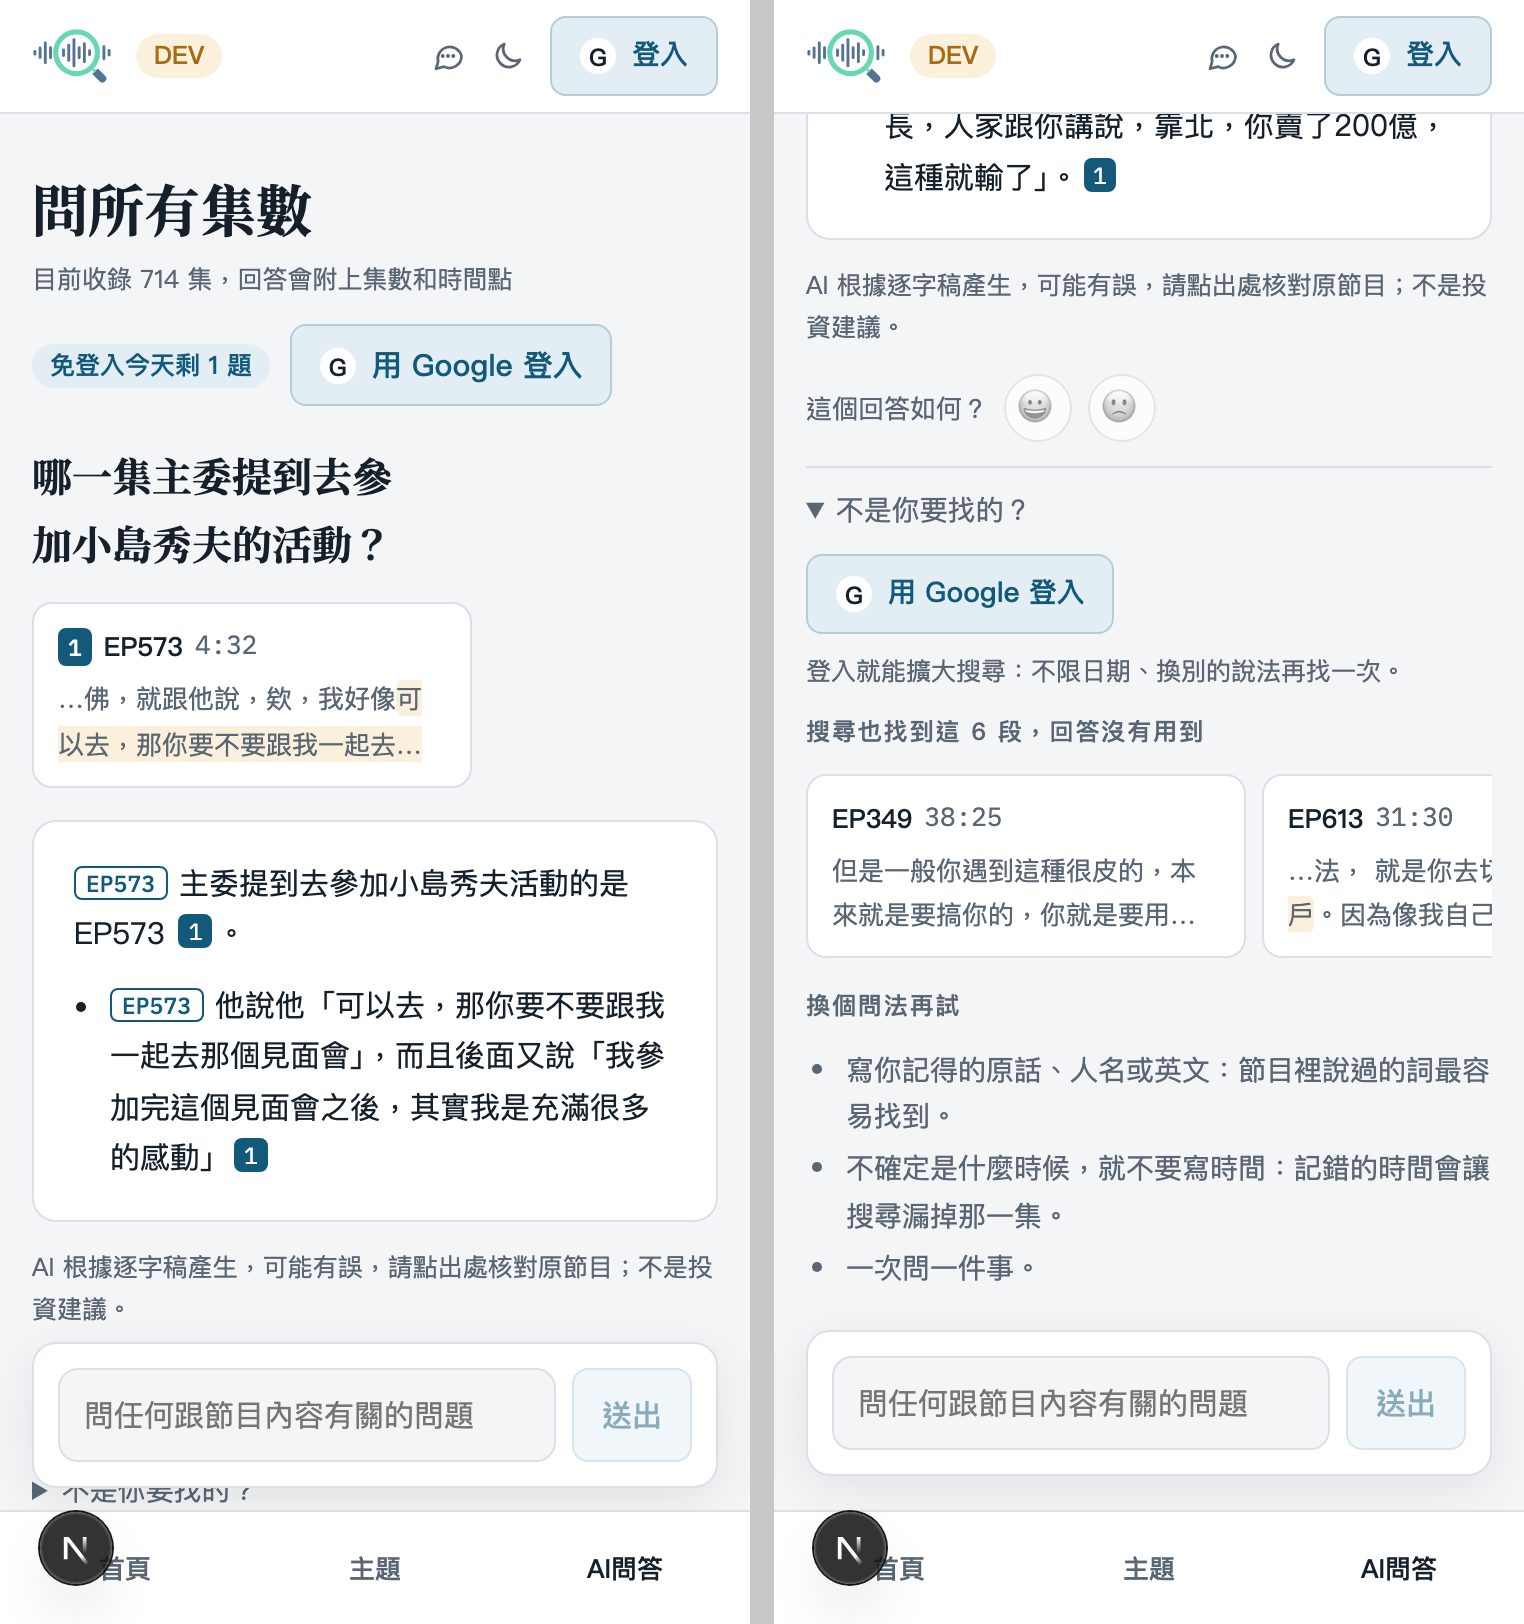 DEV
G 登入
問所有集數
目前收錄 714 集，回答會附上集數和時間點
免登入今天剩 1 題
G 用 Google 登入
哪一集主委提到去參
加小島秀夫的活動？
1 EP573 4:32
…佛，就跟他說，欸，我好像可
以去，那你要不要跟我一起去…
EP573 主委提到去參加小島秀夫活動的是
EP573 1 。
• EP573 他說他「可以去，那你要不要跟我
一起去那個見面會」，而且後面又說「我參
加完這個見面會之後，其實我是充滿很多
的感動」 1
AI 根據逐字稿產生，可能有誤，請點出處核對原節目；不是投
資建議。
問任何跟節目內容有關的問題
送出
▶ 不是你要找的？
N
首頁
主題
AI問答
DEV
G 登入
長，人家跟你講說，靠北，你賣了200億，
這種就輸了」。 1
AI 根據逐字稿產生，可能有誤，請點出處核對原節目；不是投
資建議。
這個回答如何？
▼ 不是你要找的？
G 用 Google 登入
登入就能擴大搜尋：不限日期、換別的說法再找一次。
搜尋也找到這 6 段，回答沒有用到
EP349 38:25
但是一般你遇到這種很皮的，本
來就是要搞你的，你就是要用…
EP613 31:30
…法， 就是你去切
戶。因為像我自己
換個問法再試
• 寫你記得的原話、人名或英文：節目裡說過的詞最容
易找到。
• 不確定是什麼時候，就不要寫時間：記錯的時間會讓
搜尋漏掉那一集。
• 一次問一件事。
問任何跟節目內容有關的問題
送出
N
首頁
主題
AI問答